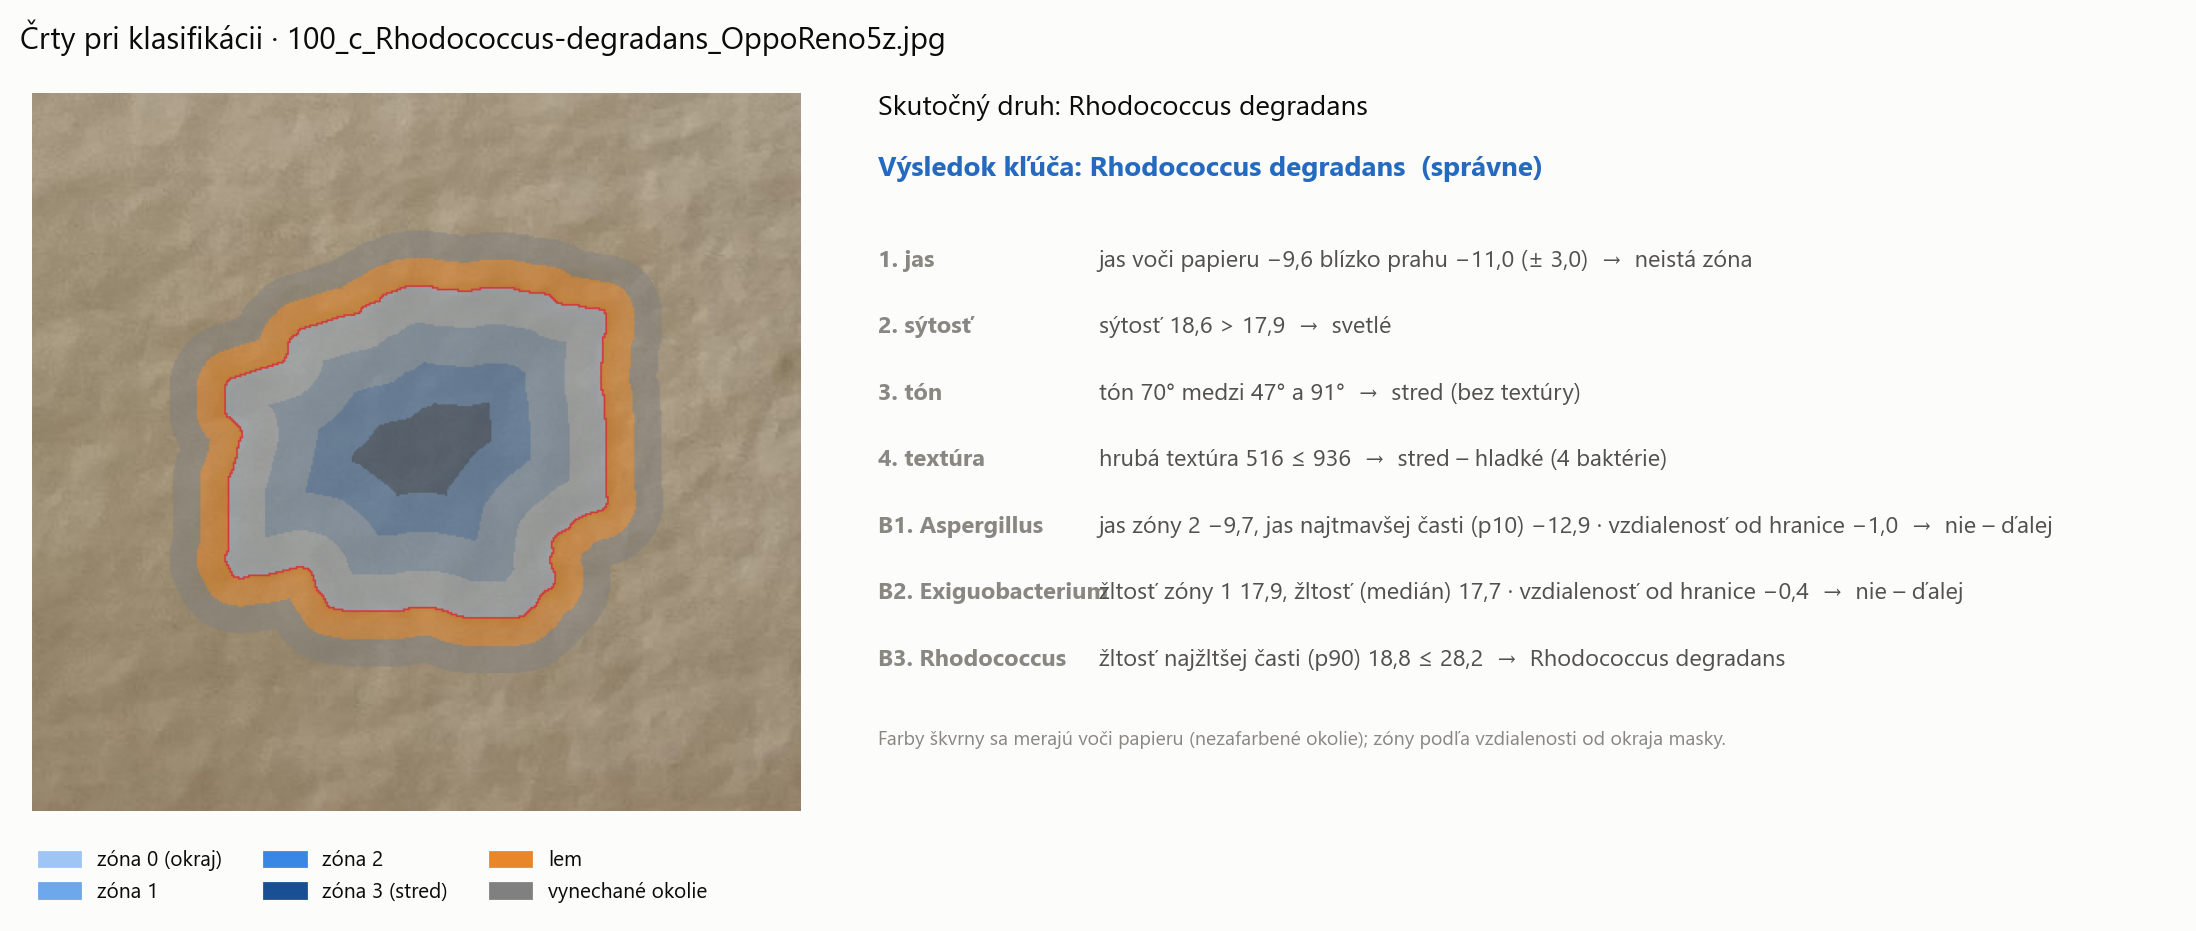 Črty pri klasifikácii · 100_c_Rhodococcus-degradans_OppoReno5z.jpg
Skutočný druh: Rhodococcus degradans
Výsledok kľúča: Rhodococcus degradans (správne)
1. jas jas voči papieru −9,6 blízko prahu −11,0 (± 3,0) → neistá zóna
2. sýtosť sýtosť 18,6 > 17,9 → svetlé
3. tón tón 70° medzi 47° a 91° → stred (bez textúry)
4. textúra hrubá textúra 516 ≤ 936 → stred – hladké (4 baktérie)
B1. Aspergillus jas zóny 2 −9,7, jas najtmavšej časti (p10) −12,9 · vzdialenosť od hranice −1,0 → nie – ďalej
B2. Exiguobacterium žltosť zóny 1 17,9, žltosť (medián) 17,7 · vzdialenosť od hranice −0,4 → nie – ďalej
B3. Rhodococcus žltosť najžltšej časti (p90) 18,8 ≤ 28,2 → Rhodococcus degradans
Farby škvrny sa merajú voči papieru (nezafarbené okolie); zóny podľa vzdialenosti od okraja masky.
zóna 0 (okraj) zóna 2 lem
zóna 1 zóna 3 (stred) vynechané okolie